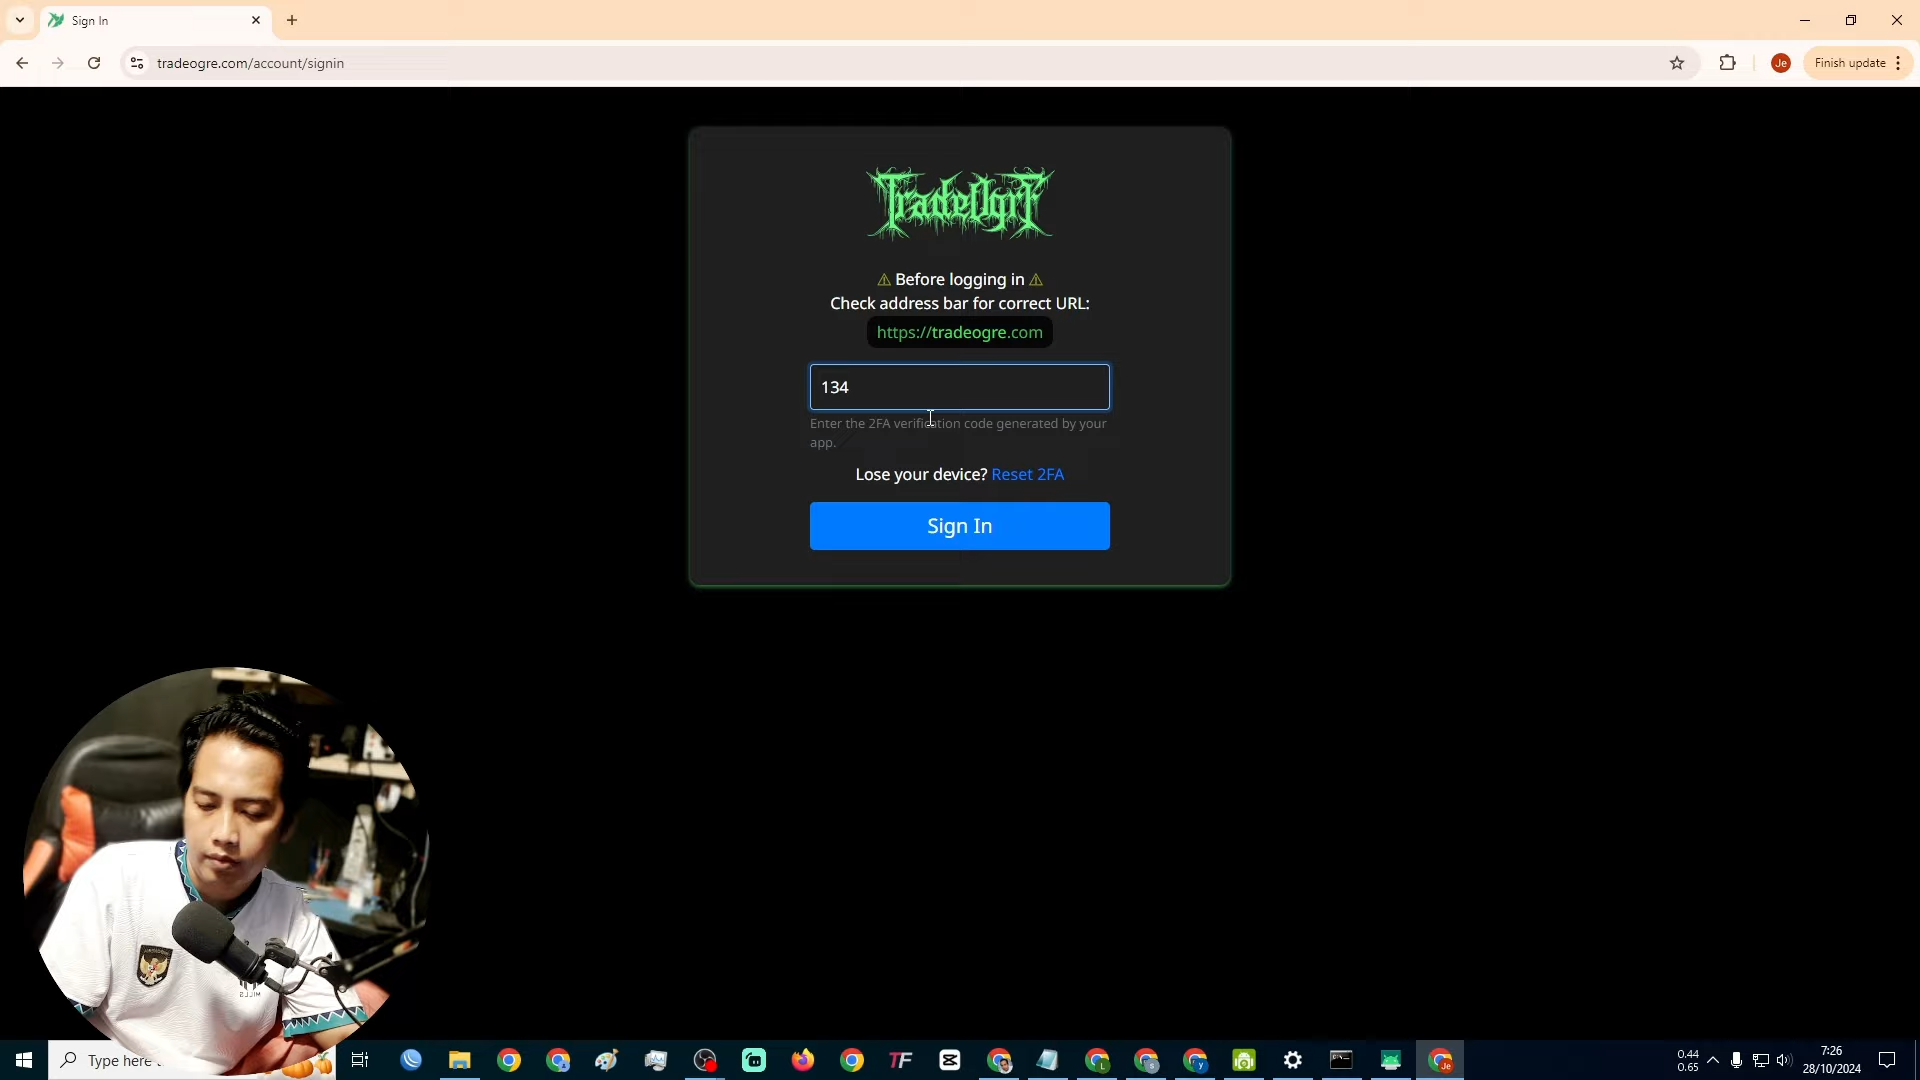 Sign In
tradeogre.com/account/signin
Je
Finish update
TradeOgre
⚠ Before logging in ⚠
Check address bar for correct URL:
https://tradeogre.com
134
Enter the 2FA verification code generated by your
app.
Lose your device? Reset 2FA
Sign In
Type here
TF
0.44
0.65
7:26
28/10/2024